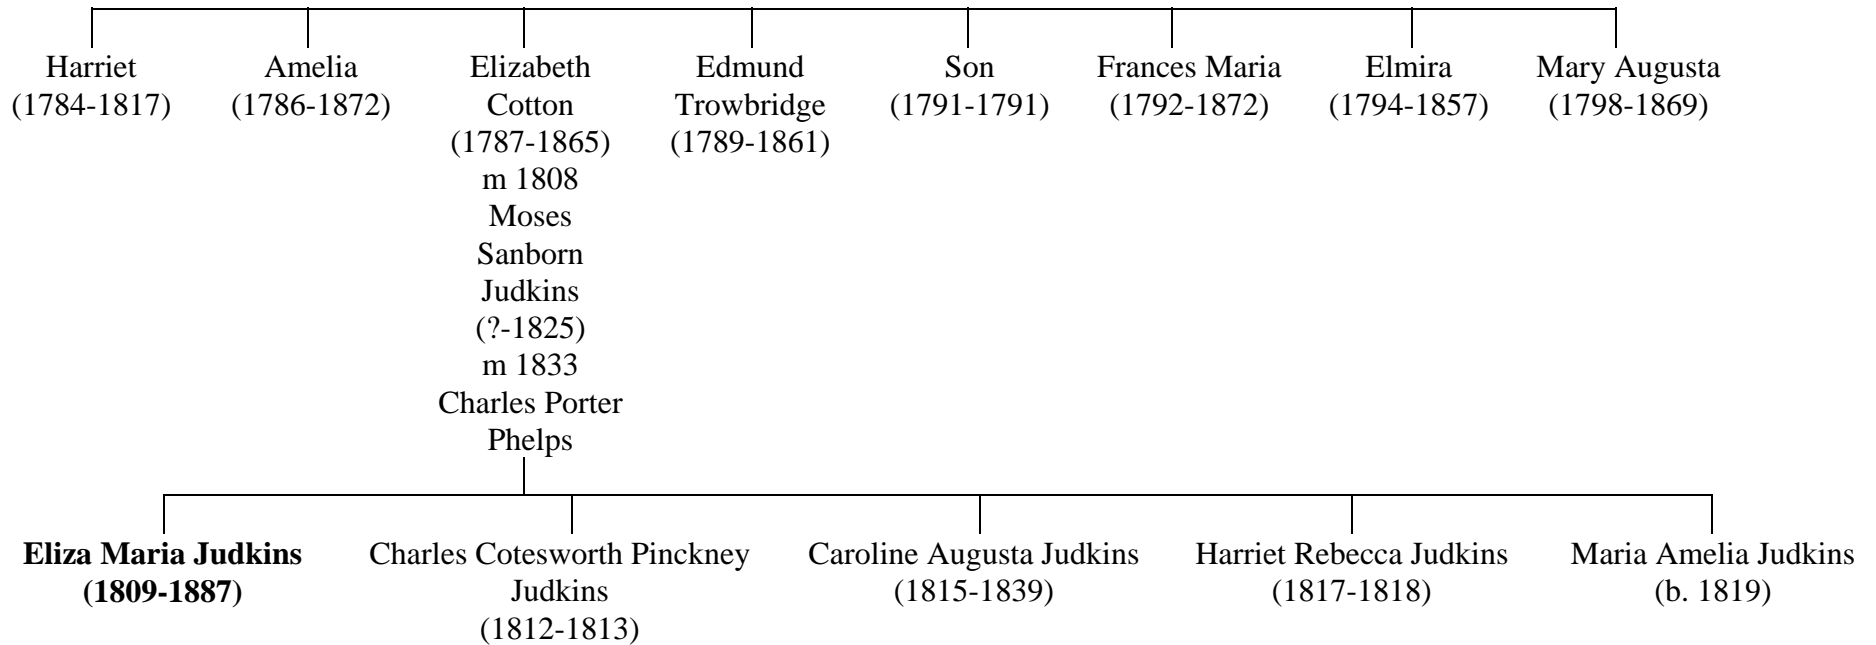 Harriet
(1784-1817)
Amelia
(1786-1872)
Elizabeth
Cotton
(1787-1865)
m 1808
Moses
Sanborn
Judkins
(?-1825)
m 1833
Charles Porter
Phelps
Edmund
Trowbridge
(1789-1861)
Son
(1791-1791)
Frances Maria
(1792-1872)
Elmira
(1794-1857)
Mary Augusta
(1798-1869)
Eliza Maria Judkins
(1809-1887)
Charles Cotesworth Pinckney
Judkins
(1812-1813)
Caroline Augusta Judkins
(1815-1839)
Harriet Rebecca Judkins
(1817-1818)
Maria Amelia Judkins
(b. 1819)